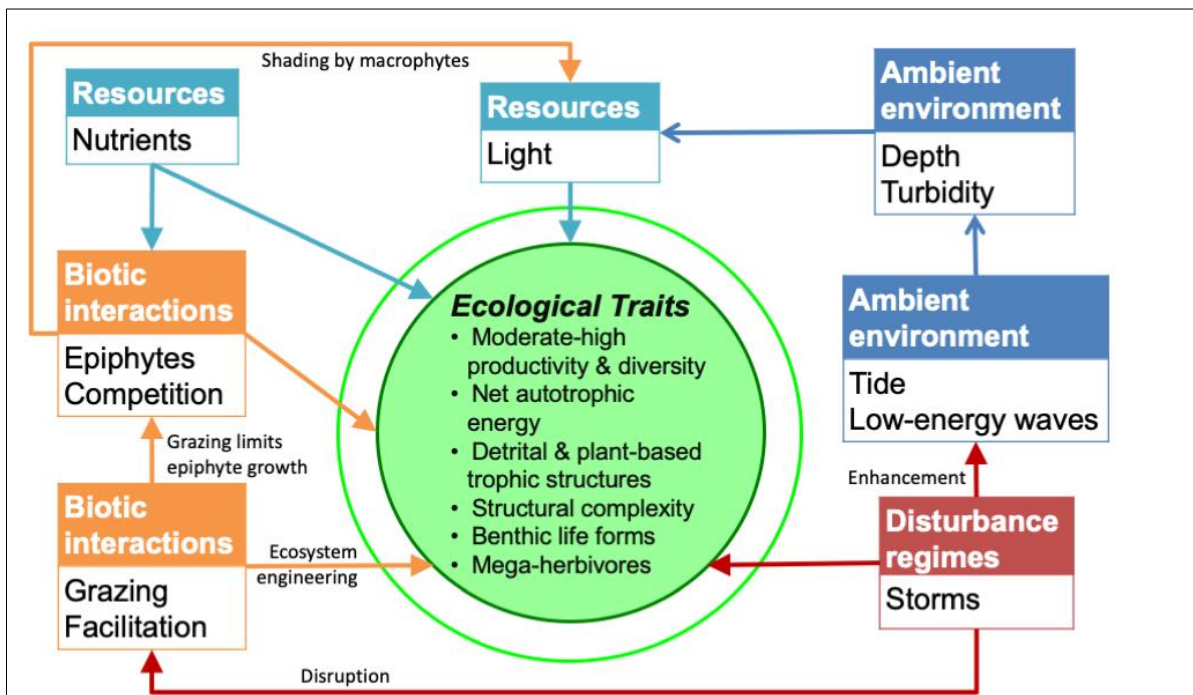 Shading by macrophytes
Resources
Nutrients
Resources
Light
Ambient
environment
Depth
Turbidity
Biotic
interactions
Epiphytes
Competition
Ecological Traits
• Moderate-high
productivity & diversity
• Net autotrophic
energy
• Detrital & plant-based
trophic structures
• Structural complexity
• Benthic life forms
• Mega-herbivores
Ambient
environment
Tide
Low-energy waves
Grazing limits
epiphyte growth
Enhancement
Biotic
interactions
Grazing
Facilitation
Ecosystem
engineering
Disturbance
regimes
Storms
Disruption